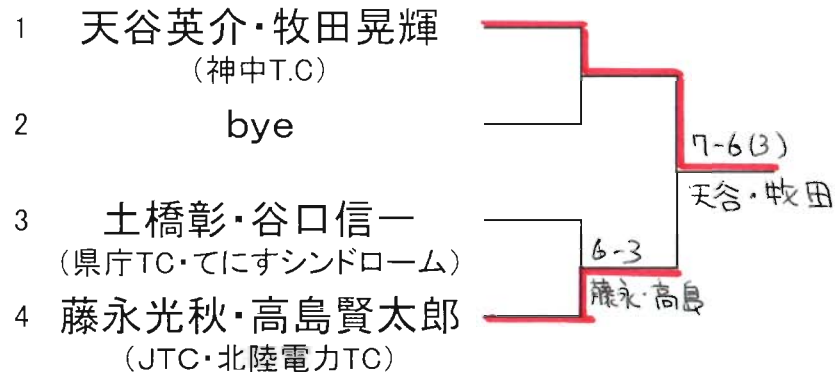 1 天谷英介・牧田晃輝
(神中T.C)
2 bye
7-6(3)
天谷・牧田
3 土橋彰・谷口信一
(県庁TC・てにすシンドローム)
6-3
藤永・高島
4 藤永光秋・高島賢太郎
(JTC・北陸電力TC)